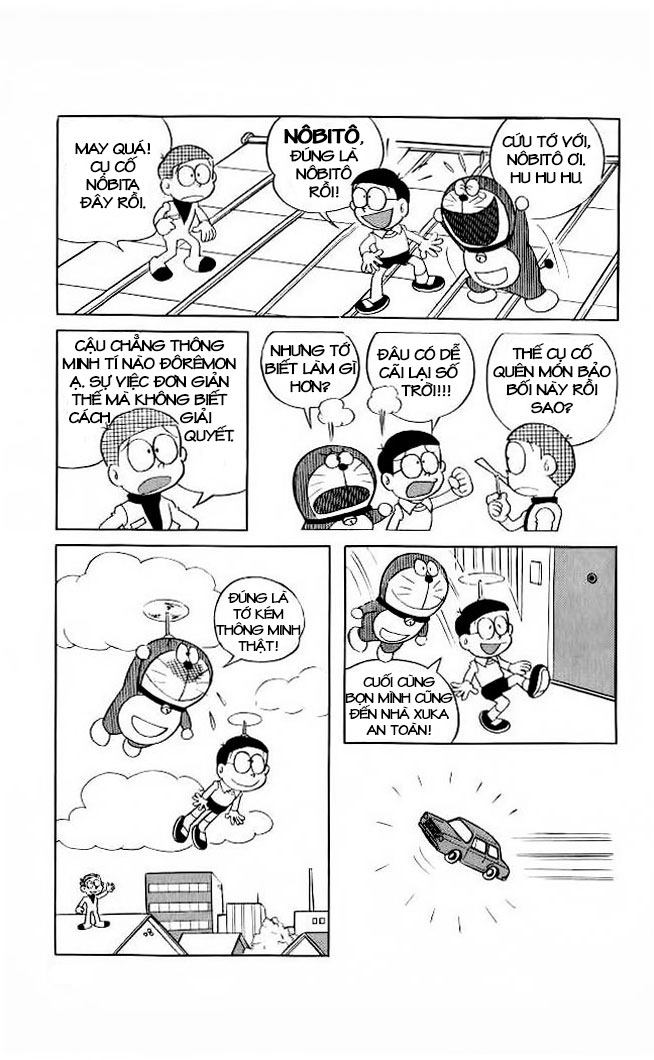 MAY QUÁ!
CỤ CỐ
NÔBITA
ĐÂY RỒI.
NÔBITÔ,
ĐÚNG LÀ
NÔBITÔ
RỒI!
CỨU TỚ VỚI,
NÔBITÔ ƠI.
HU HU HU.
CẬU CHẲNG THÔNG
MINH TÍ NÀO ĐÔRÊMON
Ạ. SỰ VIỆC ĐƠN GIẢN
THẾ MÀ KHÔNG BIẾT
CÁCH GIẢI
QUYẾT.
NHƯNG TỚ
BIẾT LÀM GÌ
HƠN?
ĐÂU CÓ DỄ
CÃI LẠI SỐ
TRỜI!!!
THẾ CỤ CỐ
QUÊN MÓN BẢO
BỐI NÀY RỒI
SAO?
ĐÚNG LÀ
TỚ KÉM
THÔNG MINH
THẬT!
CUỐI CÙNG
BỌN MÌNH CŨNG
ĐẾN NHÀ XUKA
AN TOÀN!